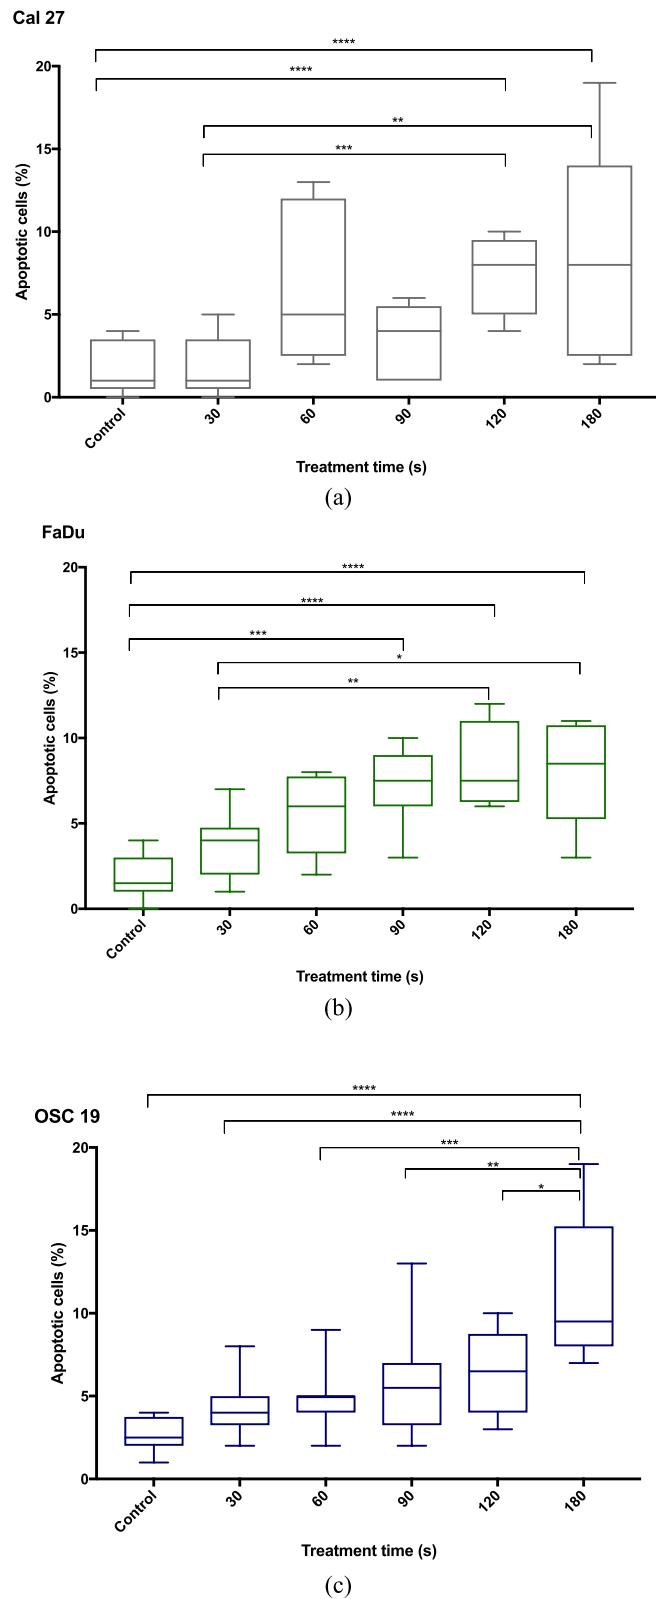 Cal 27
****
20
****
**
15
***
Apoptotic cells (%)
10
5
0
Control 30 60 90 120 180
Treatment time (s)
(a)
FaDu
20
****
****
***
15
*
**
Apoptotic cells (%)
10
5
0
Control 30 60 90 120 180
Treatment time (s)
(b)
****
OSC 19
****
20
***
**
*
15
Apoptotic cells (%)
10
5
0
Control 30 60 90 120 180
Treatment time (s)
(c)